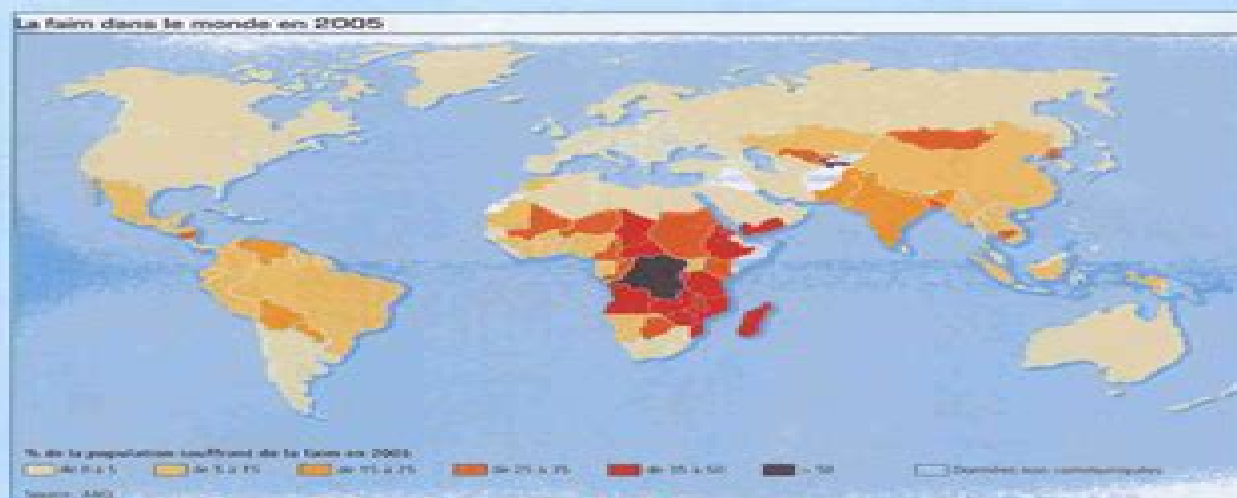 La faim dans le monde en 2005
% de la population souffrant de la faim en 2005
de 0 à 5 de 5 à 15 de 15 à 25 de 25 à 35 de 35 à 50 > 50 Données non communiquées
Source :